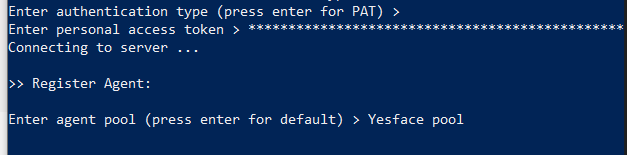 Enter authentication type (press enter for PAT) >
Enter personal access token > ***********************************************
Connecting to server ...
>> Register Agent:
Enter agent pool (press enter for default) > Yesface pool